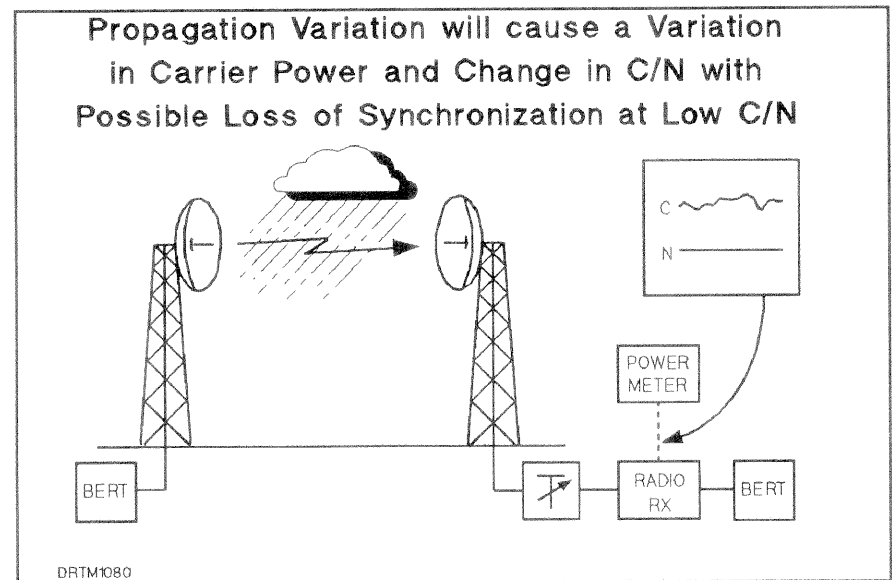 Propagation Variation will cause a Variation
in Carrier Power and Change in C/N with
Possible Loss of Synchronization at Low C/N
C
N
POWER
METER
BERT
RADIO
RX
BERT
DRTM1080